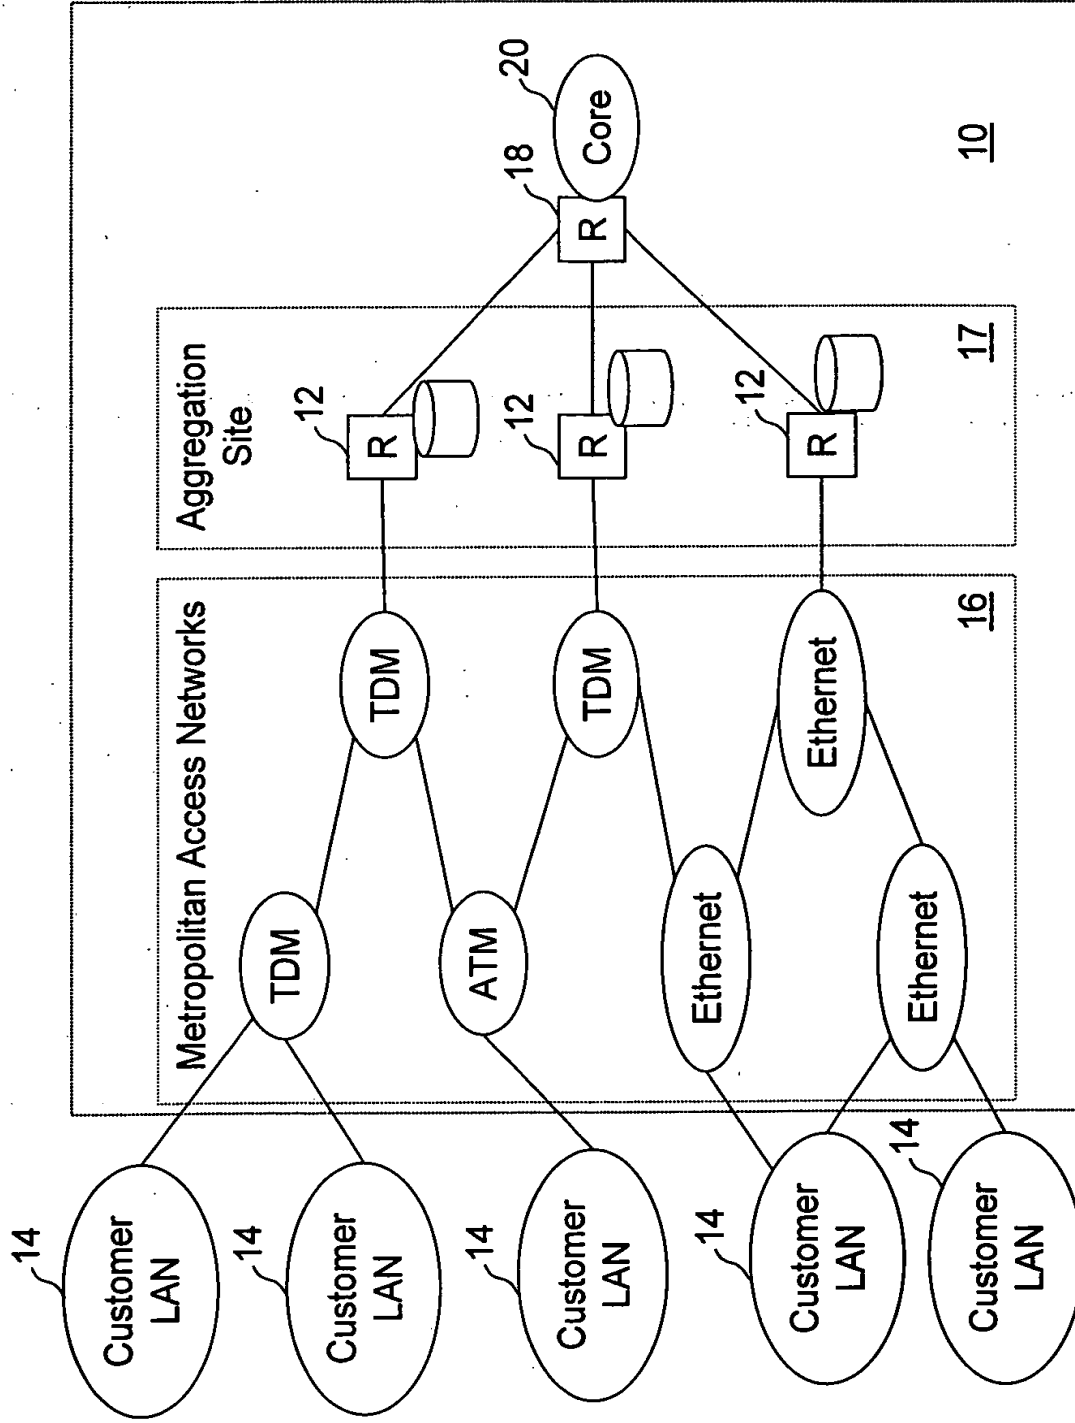 Metropolitan Access Networks
Aggregation
Site
14
Customer
LAN
14
Customer
LAN
14
Customer
LAN
14
Customer
LAN
14
Customer
LAN
TDM
ATM
Ethernet
Ethernet
TDM
TDM
Ethernet
16
12
R
12
R
12
R
17
18
R
20
Core
10